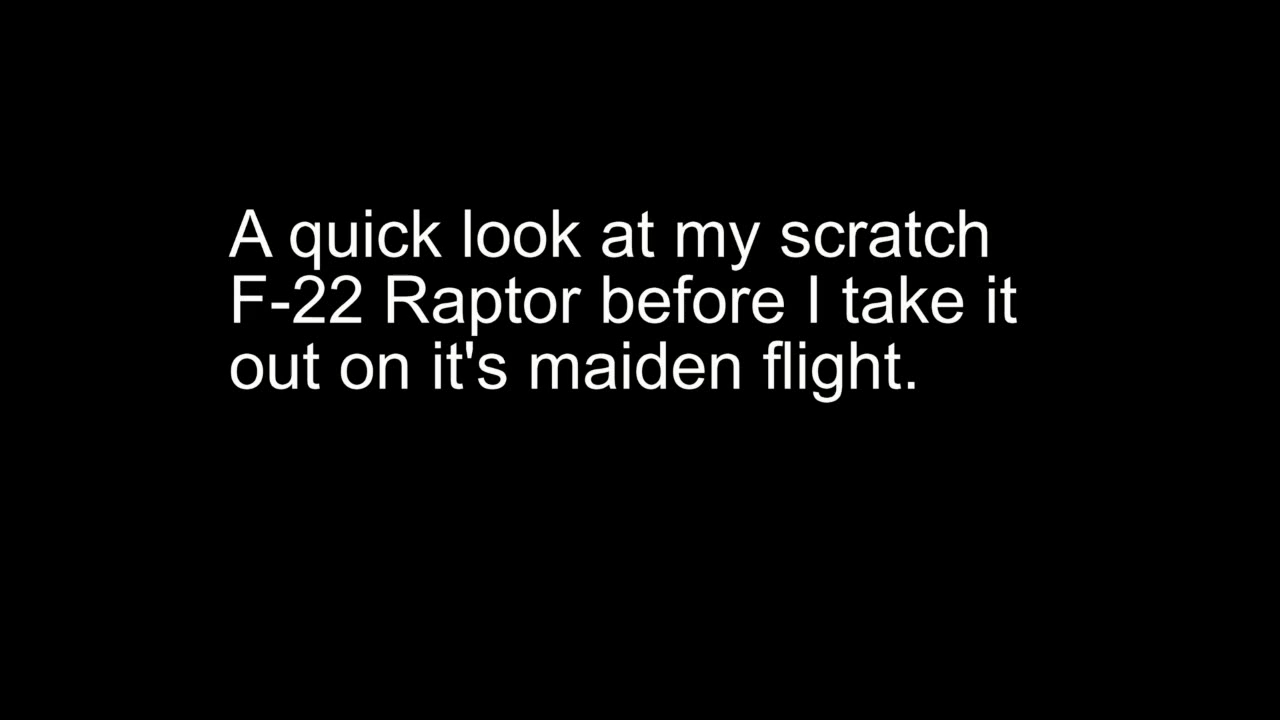 A quick look at my scratch
F-22 Raptor before I take it
out on it's maiden flight.